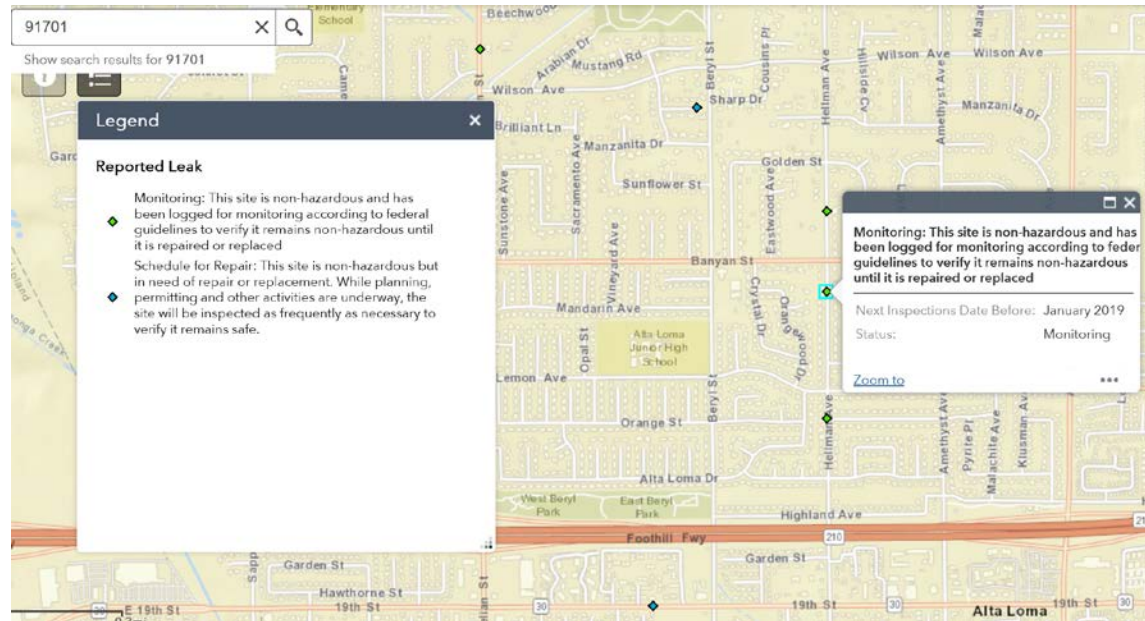 91701
Show search results for 91701
Legend
Reported Leak
Monitoring: This site is non-hazardous and has
been logged for monitoring according to federal
guidelines to verify it remains non-hazardous until
it is repaired or replaced
Schedule for Repair: This site is non-hazardous but
in need of repair or replacement. While planning,
permitting and other activities are underway, the
site will be inspected as frequently as necessary to
verify it remains safe.
Monitoring: This site is non-hazardous and has
been logged for monitoring according to feder
guidelines to verify it remains non-hazardous
until it is repaired or replaced
Next Inspections Date Before: January 2019
Status: Monitoring
Zoom to
School
Arabian Dr
Mustang Rd
Beryl St
Cousins Pl
Hellman Ave
Hillside Cv
Wilson Ave
Wilson Ave
Wilson Ave
Sharp Dr
Amethyst Ave
Manzanita Dr
Brilliant Ln
Manzanita Dr
Golden St
Sunflower St
Sunstone Ave
Sacramento Ave
Eastwood Ave
Vineyard Ave
Banyan St
Crystal Dr
Orangewood Dr
Mandarin Ave
Opal St
Alta Loma
Junior High
School
Lemon Ave
Beryl St
Orange St
Hellman Ave
Amethyst Av
Pyrite Pl
Malachite Ave
Klusman Av
Alta Loma Dr
West Beryl
Park
East Beryl
Park
Highland Ave
Foothill Fwy
210
Garden St
Garden St
Hawthorne St
19th St
E 19th St
30
30
19th St
30
19th St
30
Alta Loma